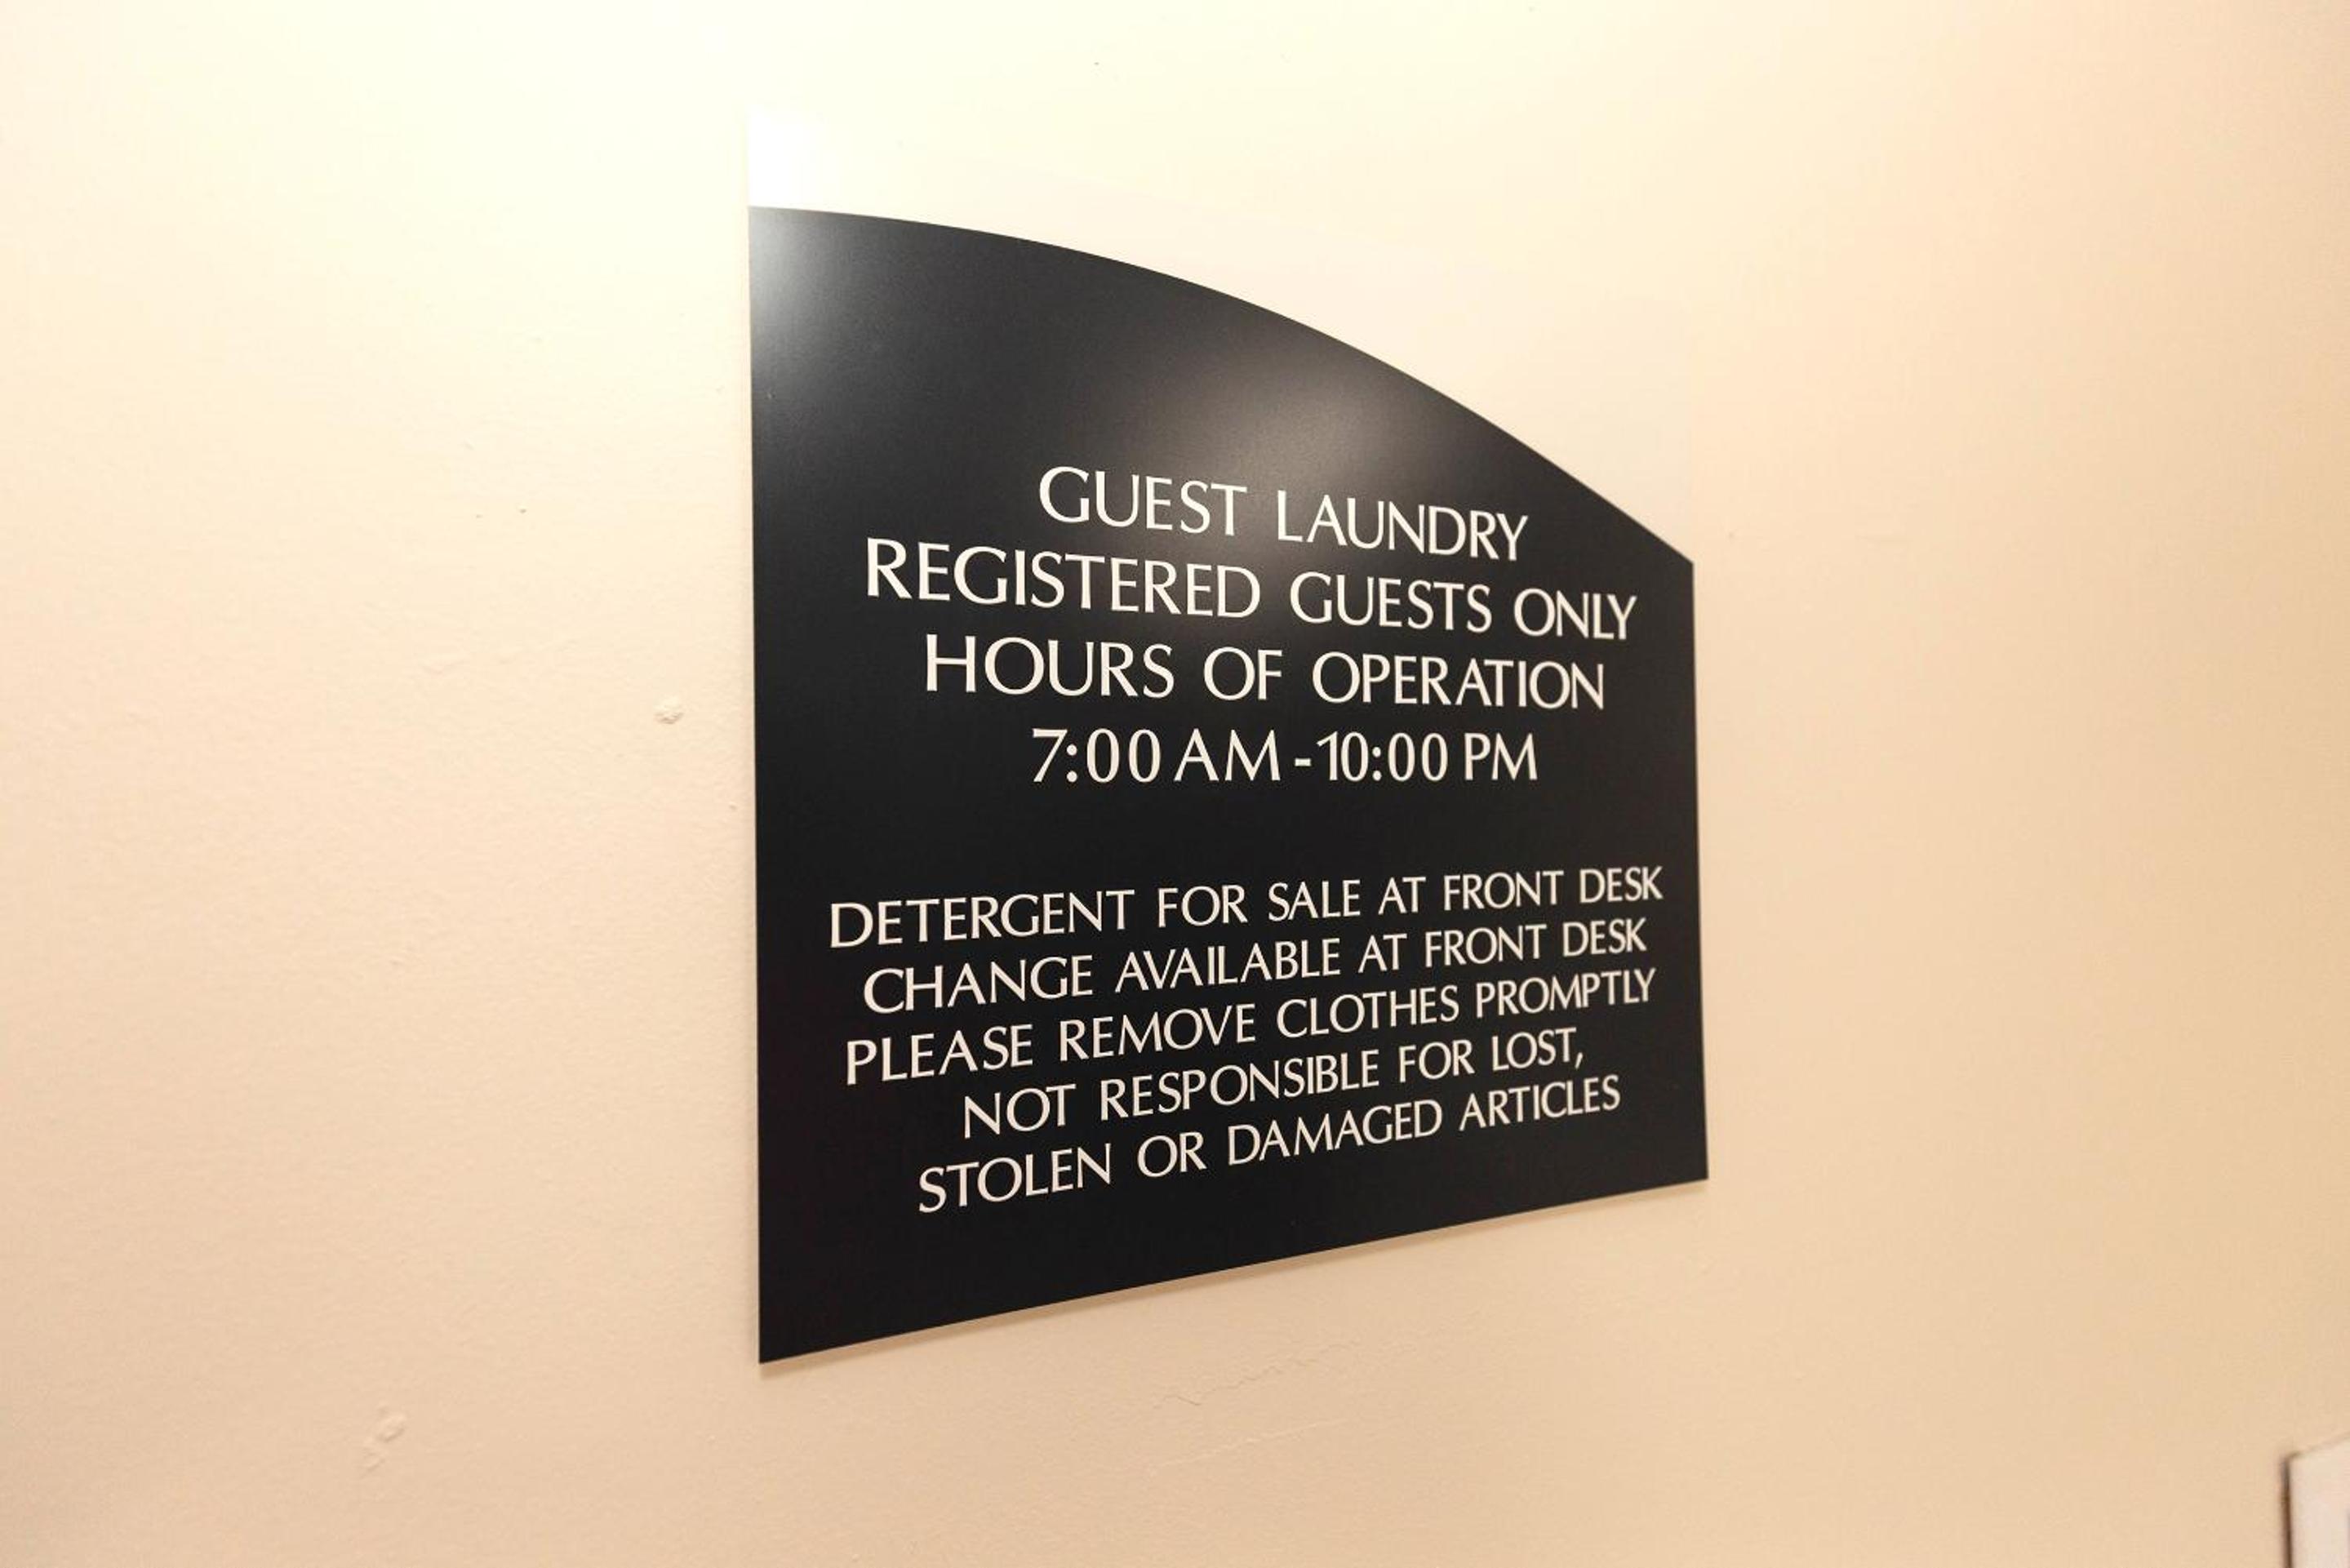 GUEST LAUNDRY
REGISTERED GUESTS ONLY
HOURS OF OPERATION
7:00 AM - 10:00 PM
DETERGENT FOR SALE AT FRONT DESK
CHANGE AVAILABLE AT FRONT DESK
PLEASE REMOVE CLOTHES PROMPTLY
NOT RESPONSIBLE FOR LOST,
STOLEN OR DAMAGED ARTICLES